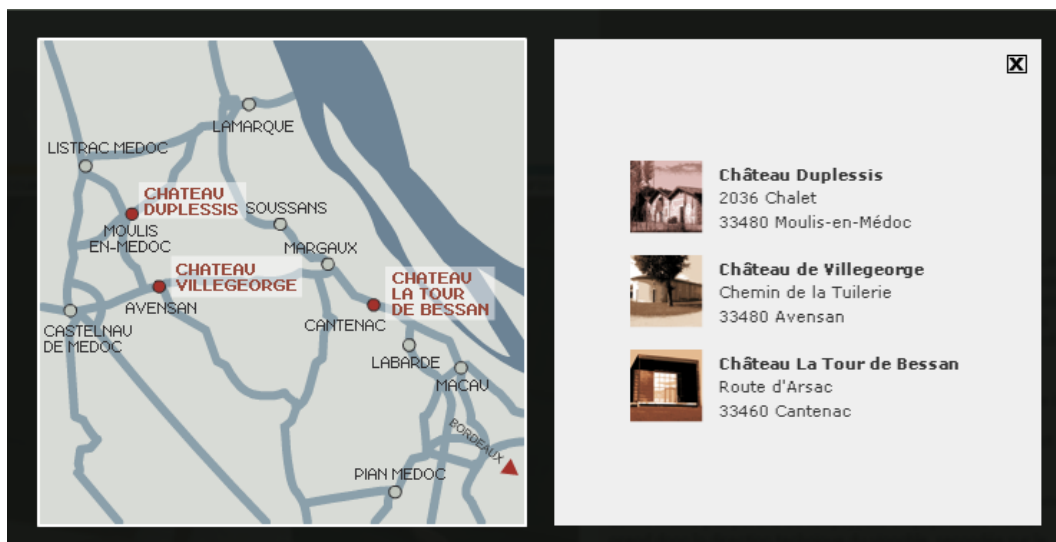 LAMARQUE
LISTRAC MEDOC
CHATEAU
DUPLESSIS
SOUSSANS
MOULIS
EN-MEDOC
MARGAUX
CHATEAU
VILLEGEORGE
CHATEAU
LA TOUR
DE BESSAN
AVENSAN
CANTENAC
CASTELNAU
DE MEDOC
LABARDE
MACAU
BORDEAUX
PIAN MEDOC
X
Château Duplessis
2036 Chalet
33480 Moulis-en-Médoc
Château de Villegeorge
Chemin de la Tuilerie
33480 Avensan
Château La Tour de Bessan
Route d'Arsac
33460 Cantenac